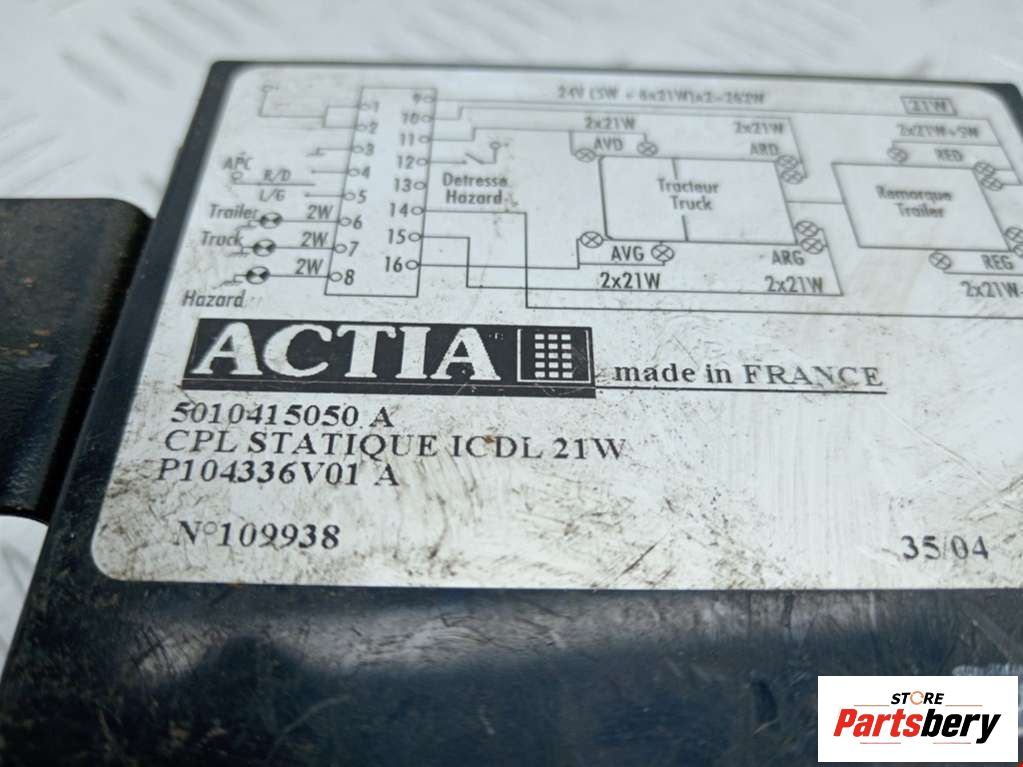 24V (5W + 6x21W)x2=262W
21W
1
2
3
4
5
6
7
8
9
10
11
12
13
14
15
16
APC
R/D
L/G
Trailer 2W
Truck 2W
2W
Hazard
Detresse
Hazard
2x21W
AVD
2x21W
ARD
2x21W+5W
RED
Tracteur
Truck
Remorque
Trailer
AVG
2x21W
ARG
2x21W
REG
2x21W
ACTIA
made in FRANCE
5010415050 A
CPL STATIQUE ICDL 21W
P104336V01 A
N°109938
35/04
STORE
Partsbery